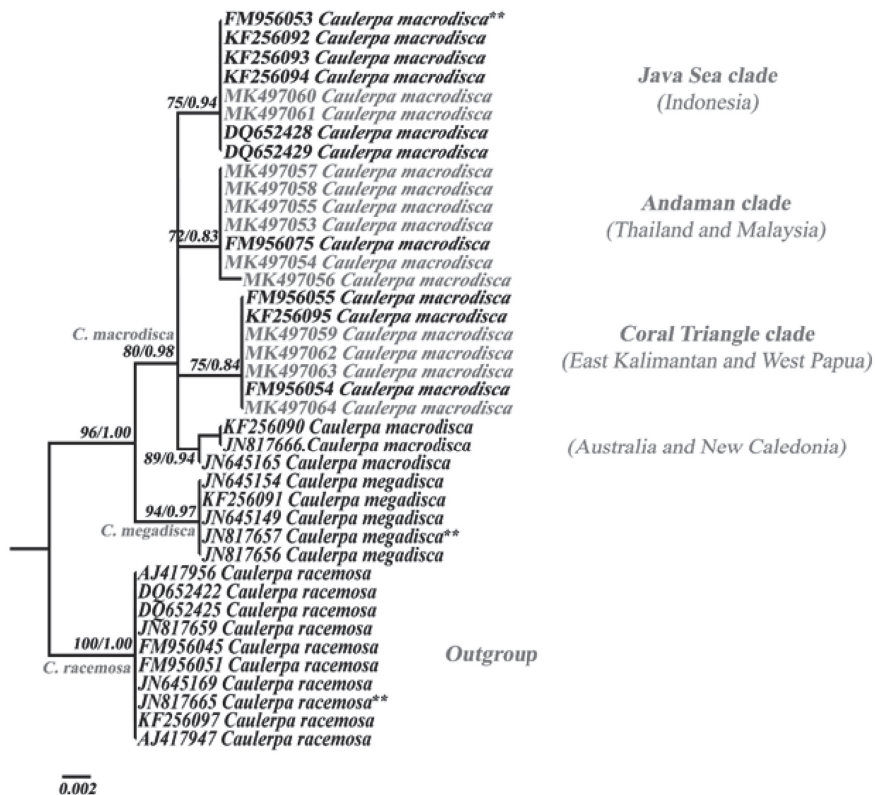 FM956053 Caulerpa macrodisca**
KF256092 Caulerpa macrodisca
KF256093 Caulerpa macrodisca
KF256094 Caulerpa macrodisca
MK497060 Caulerpa macrodisca
MK497061 Caulerpa macrodisca
DQ652428 Caulerpa macrodisca
DQ652429 Caulerpa macrodisca
75/0.94
Java Sea clade
(Indonesia)
MK497057 Caulerpa macrodisca
MK497058 Caulerpa macrodisca
MK497055 Caulerpa macrodisca
MK497053 Caulerpa macrodisca
FM956075 Caulerpa macrodisca
MK497054 Caulerpa macrodisca
MK497056 Caulerpa macrodisca
72/0.83
Andaman clade
(Thailand and Malaysia)
FM956055 Caulerpa macrodisca
KF256095 Caulerpa macrodisca
MK497059 Caulerpa macrodisca
MK497062 Caulerpa macrodisca
MK497063 Caulerpa macrodisca
FM956054 Caulerpa macrodisca
MK497064 Caulerpa macrodisca
C. macrodisca
80/0.98
75/0.84
Coral Triangle clade
(East Kalimantan and West Papua)
KF256090 Caulerpa macrodisca
JN817666.Caulerpa macrodisca
JN645165 Caulerpa macrodisca
96/1.00
89/0.94
(Australia and New Caledonia)
JN645154 Caulerpa megadisca
KF256091 Caulerpa megadisca
JN645149 Caulerpa megadisca
JN817657 Caulerpa megadisca**
JN817656 Caulerpa megadisca
94/0.97
C. megadisca
AJ417956 Caulerpa racemosa
DQ652422 Caulerpa racemosa
DQ652425 Caulerpa racemosa
JN817659 Caulerpa racemosa
FM956045 Caulerpa racemosa
FM956051 Caulerpa racemosa
JN645169 Caulerpa racemosa
JN817665 Caulerpa racemosa**
KF256097 Caulerpa racemosa
AJ417947 Caulerpa racemosa
100/1.00
C. racemosa
Outgroup
0.002